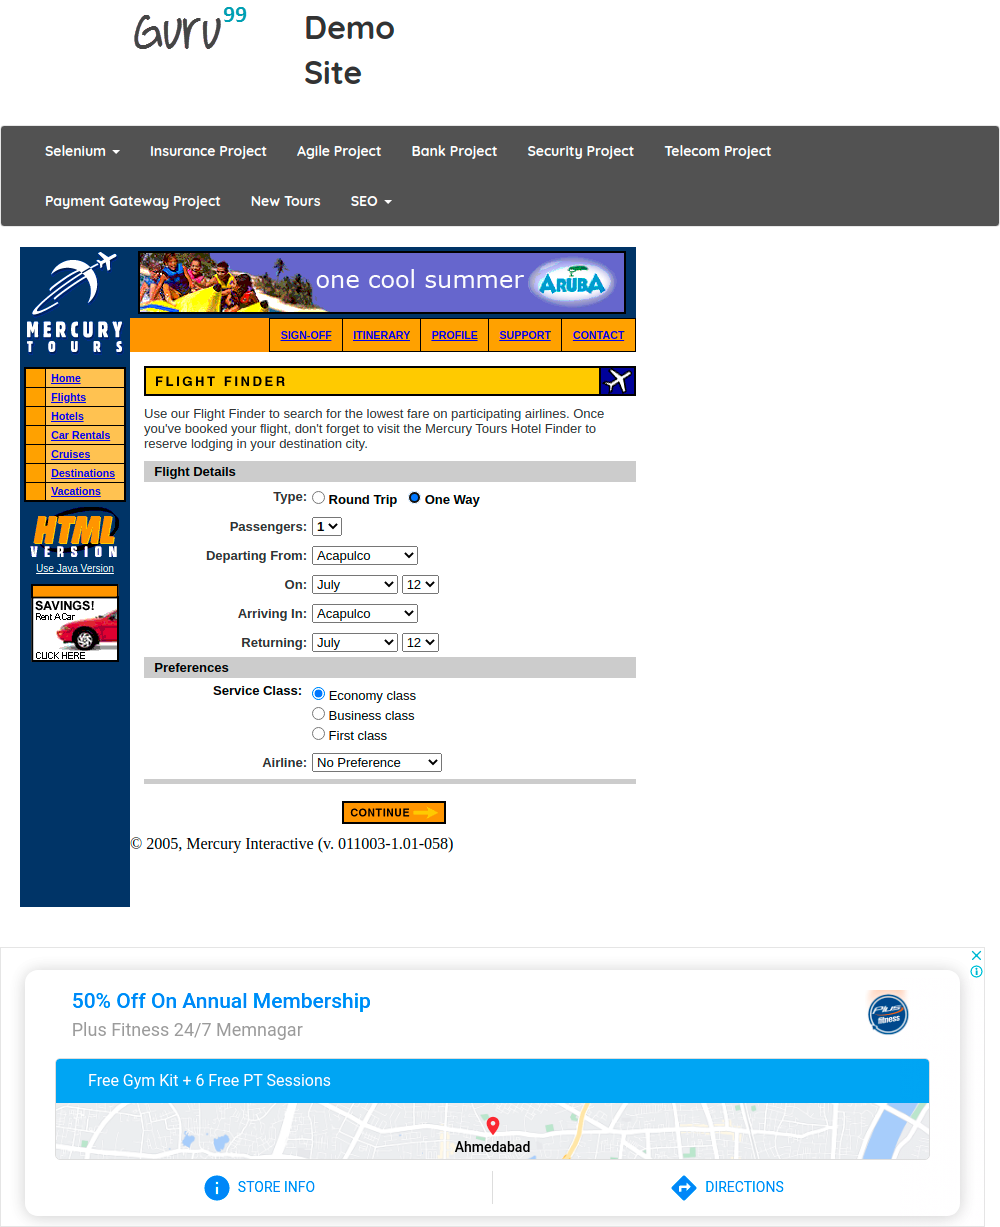 Guru 99
Demo
Site
Selenium Insurance Project Agile Project Bank Project Security Project Telecom Project
Payment Gateway Project New Tours SEO
one cool summer ARUBA
MERCURY
TOURS
SIGN-OFF ITINERARY PROFILE SUPPORT CONTACT
Home
Flights
Hotels
Car Rentals
Cruises
Destinations
Vacations
HTML
VERSION
Use Java Version
SAVINGS!
Rent A Car
CLICK HERE
FLIGHT FINDER
Use our Flight Finder to search for the lowest fare on participating airlines. Once
you've booked your flight, don't forget to visit the Mercury Tours Hotel Finder to
reserve lodging in your destination city.
Flight Details
Type: Round Trip One Way
Passengers: 1
Departing From: Acapulco
On: July 12
Arriving In: Acapulco
Returning: July 12
Preferences
Service Class: Economy class
Business class
First class
Airline: No Preference
CONTINUE
© 2005, Mercury Interactive (v. 011003-1.01-058)
50% Off On Annual Membership
Plus Fitness 24/7 Memnagar
Plus
fitness
Free Gym Kit + 6 Free PT Sessions
Ahmedabad
STORE INFO DIRECTIONS